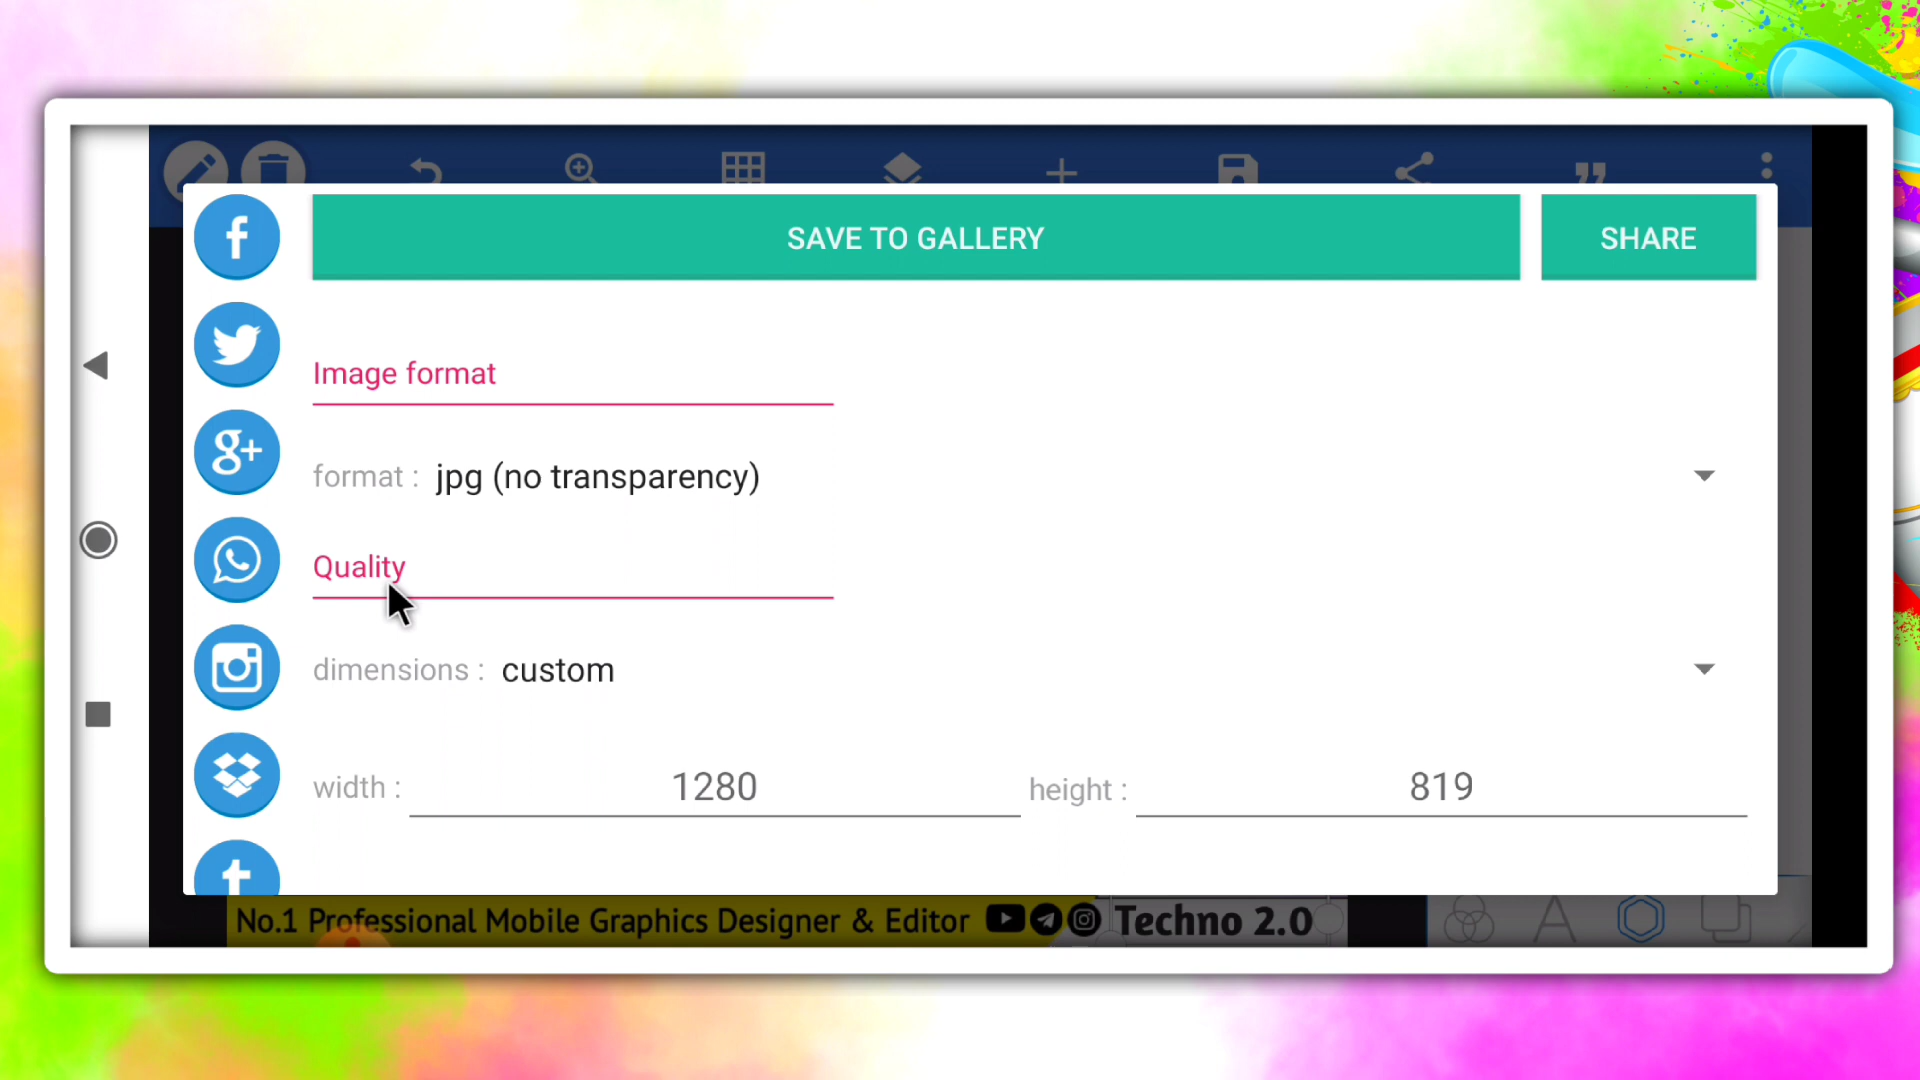 SAVE TO GALLERY
SHARE
Image format
format : jpg (no transparency)
Quality
dimensions : custom
width : 1280 height : 819
No.1 Professional Mobile Graphics Designer & Editor Techno 2.0